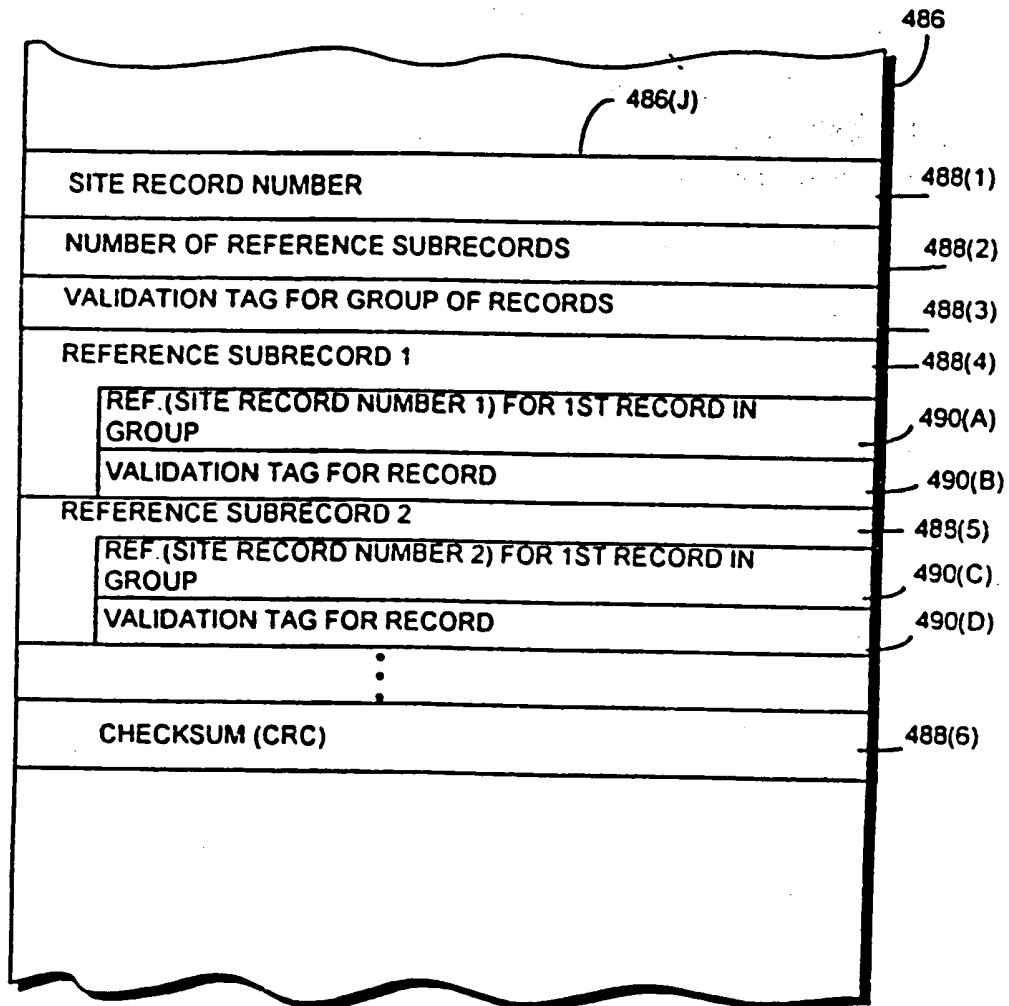 486
486(J)
SITE RECORD NUMBER
488(1)
NUMBER OF REFERENCE SUBRECORDS
488(2)
VALIDATION TAG FOR GROUP OF RECORDS
488(3)
REFERENCE SUBRECORD 1
488(4)
REF.(SITE RECORD NUMBER 1) FOR 1ST RECORD IN
GROUP
490(A)
VALIDATION TAG FOR RECORD
490(B)
REFERENCE SUBRECORD 2
488(5)
REF.(SITE RECORD NUMBER 2) FOR 1ST RECORD IN
GROUP
490(C)
VALIDATION TAG FOR RECORD
490(D)
CHECKSUM (CRC)
488(6)